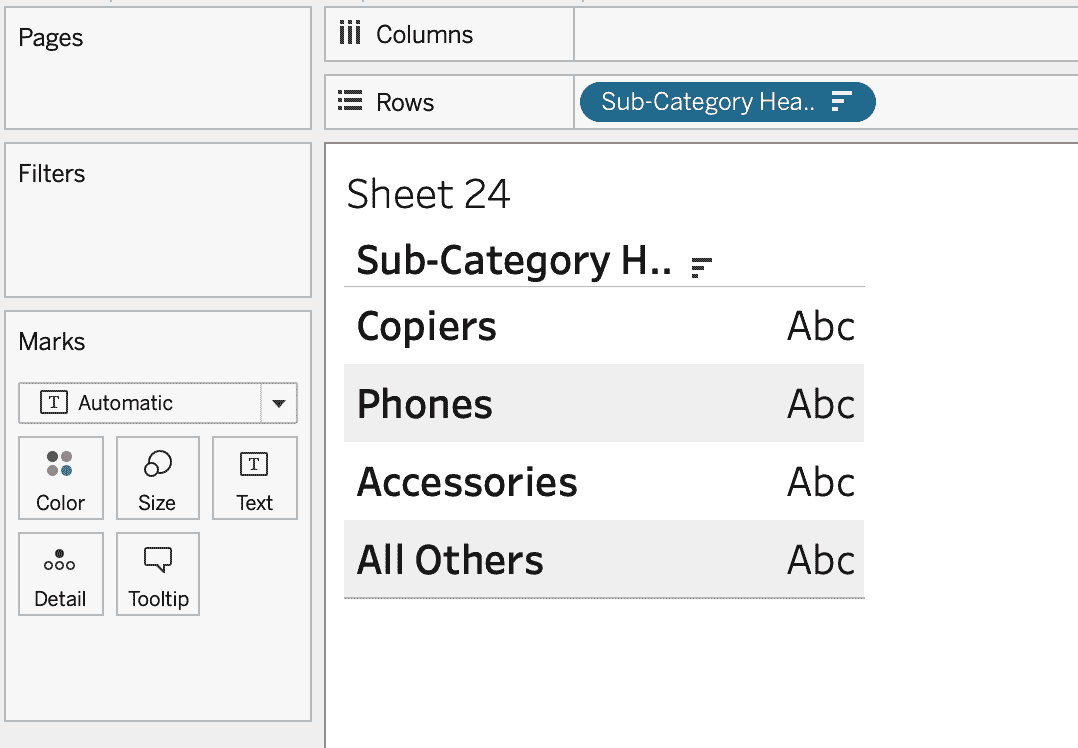 Pages
Columns
Rows
Sub-Category Hea..
Filters
Sheet 24
Sub-Category H..
Copiers Abc
Phones Abc
Accessories Abc
All Others Abc
Marks
T Automatic
T
Color Size Text
Detail Tooltip